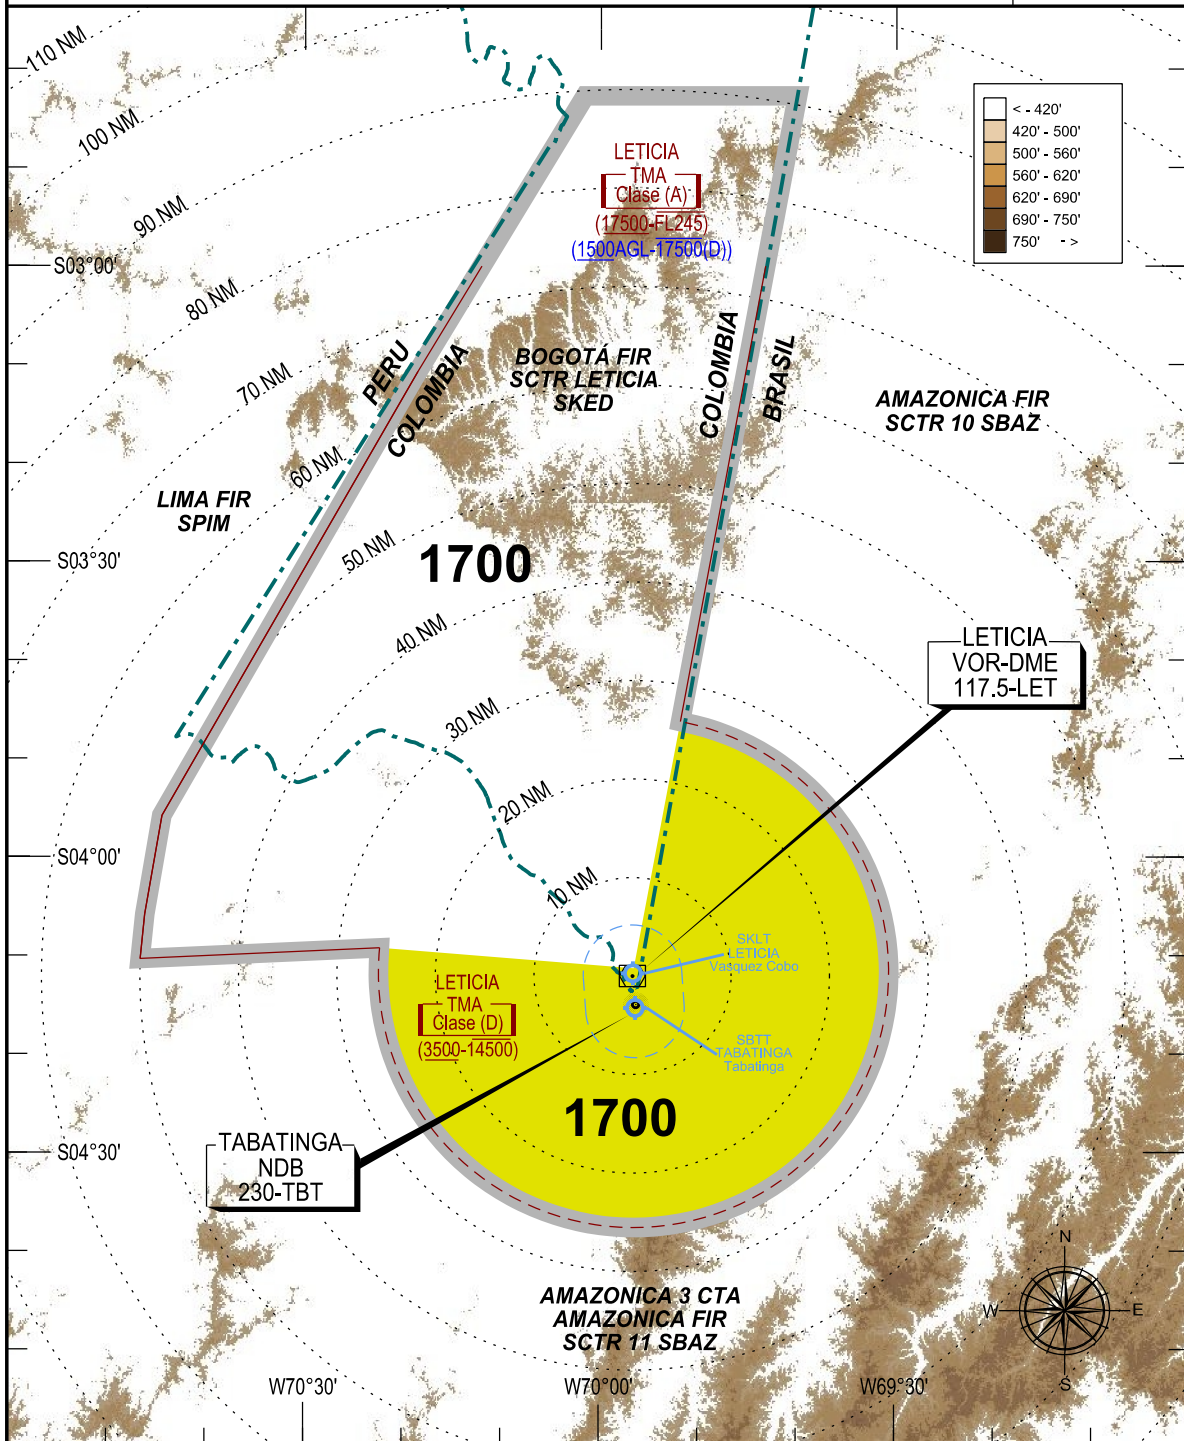 110 NM
100 NM
90 NM
80 NM
70 NM
60 NM
50 NM
40 NM
30 NM
20 NM
10 NM
< - 420'
420' - 500'
500' - 560'
560' - 620'
620' - 690'
690' - 750'
750' - >
LETICIA
TMA
Clase (A)
(17500-FL245)
(1500AGL-17500(D))
S03°00'
S03°30'
S04°00'
S04°30'
PERU
COLOMBIA
COLOMBIA
BRASIL
BOGOTÁ FIR
SCTR LETICIA
SKED
AMAZONICA FIR
SCTR 10 SBAZ
LIMA FIR
SPIM
1700
LETICIA
VOR-DME
117.5-LET
SKLT
LETICIA
Vasquez Cobo
LETICIA
TMA
Clase (D)
(3500-14500)
SBTT
TABATINGA
Tabatinga
1700
TABATINGA
NDB
230-TBT
AMAZONICA 3 CTA
AMAZONICA FIR
SCTR 11 SBAZ
N
W
E
S
W70°30'
W70°00'
W69°30'